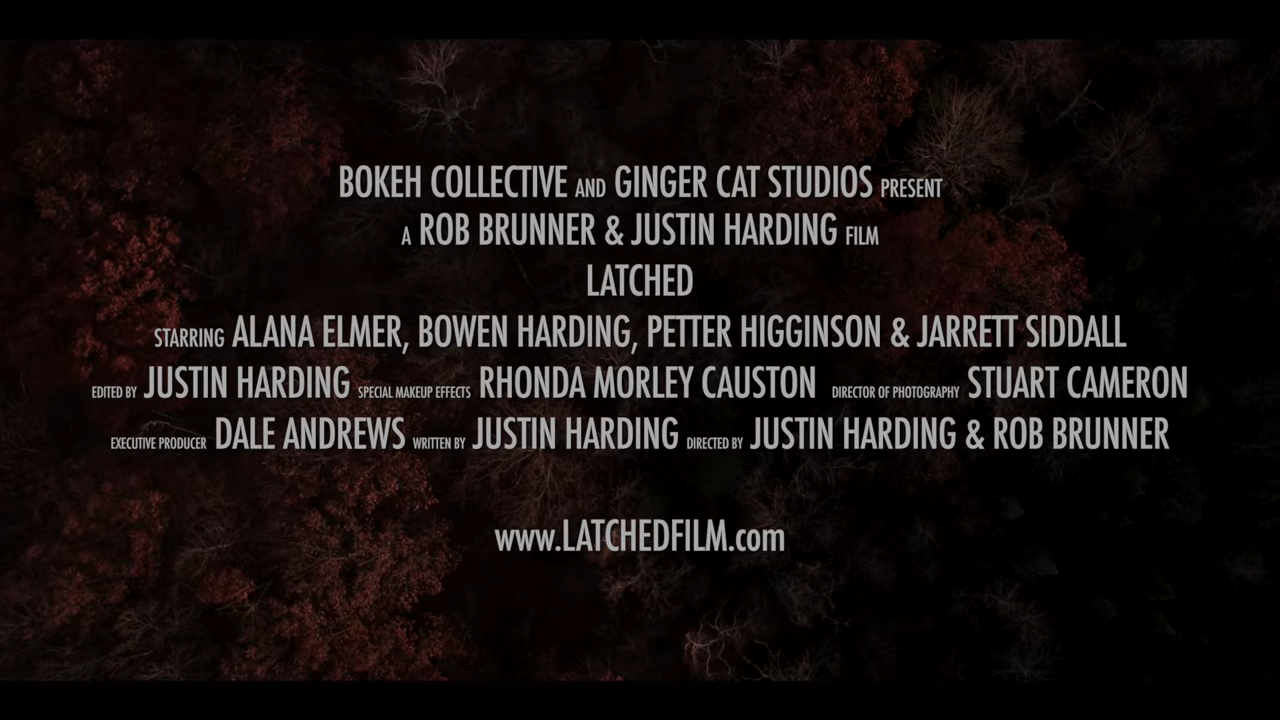 BOKEH COLLECTIVE AND GINGER CAT STUDIOS PRESENT
A ROB BRUNNER & JUSTIN HARDING FILM
LATCHED
STARRING ALANA ELMER, BOWEN HARDING, PETTER HIGGINSON & JARRETT SIDDALL
EDITED BY JUSTIN HARDING SPECIAL MAKEUP EFFECTS RHONDA MORLEY CAUSTON DIRECTOR OF PHOTOGRAPHY STUART CAMERON
EXECUTIVE PRODUCER DALE ANDREWS WRITTEN BY JUSTIN HARDING DIRECTED BY JUSTIN HARDING & ROB BRUNNER
www.LATCHEDFILM.com